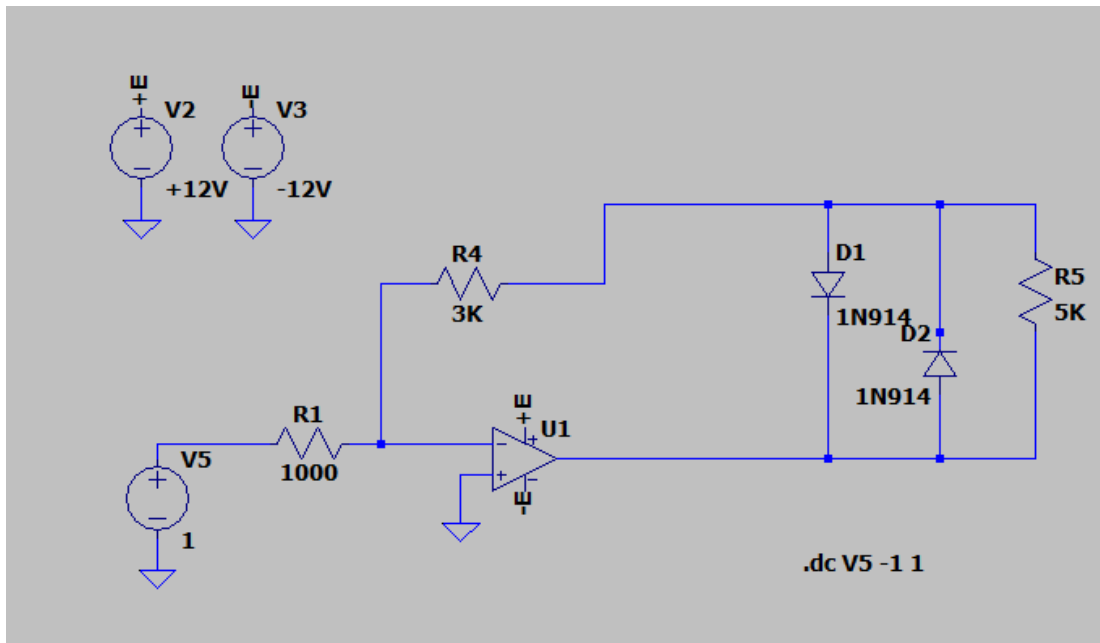 +E
V2
+12V
-E
V3
-12V
R4
3K
D1
1N914
D2
1N914
R5
5K
R1
1000
+E
U1
-E
V5
1
.dc V5 -1 1